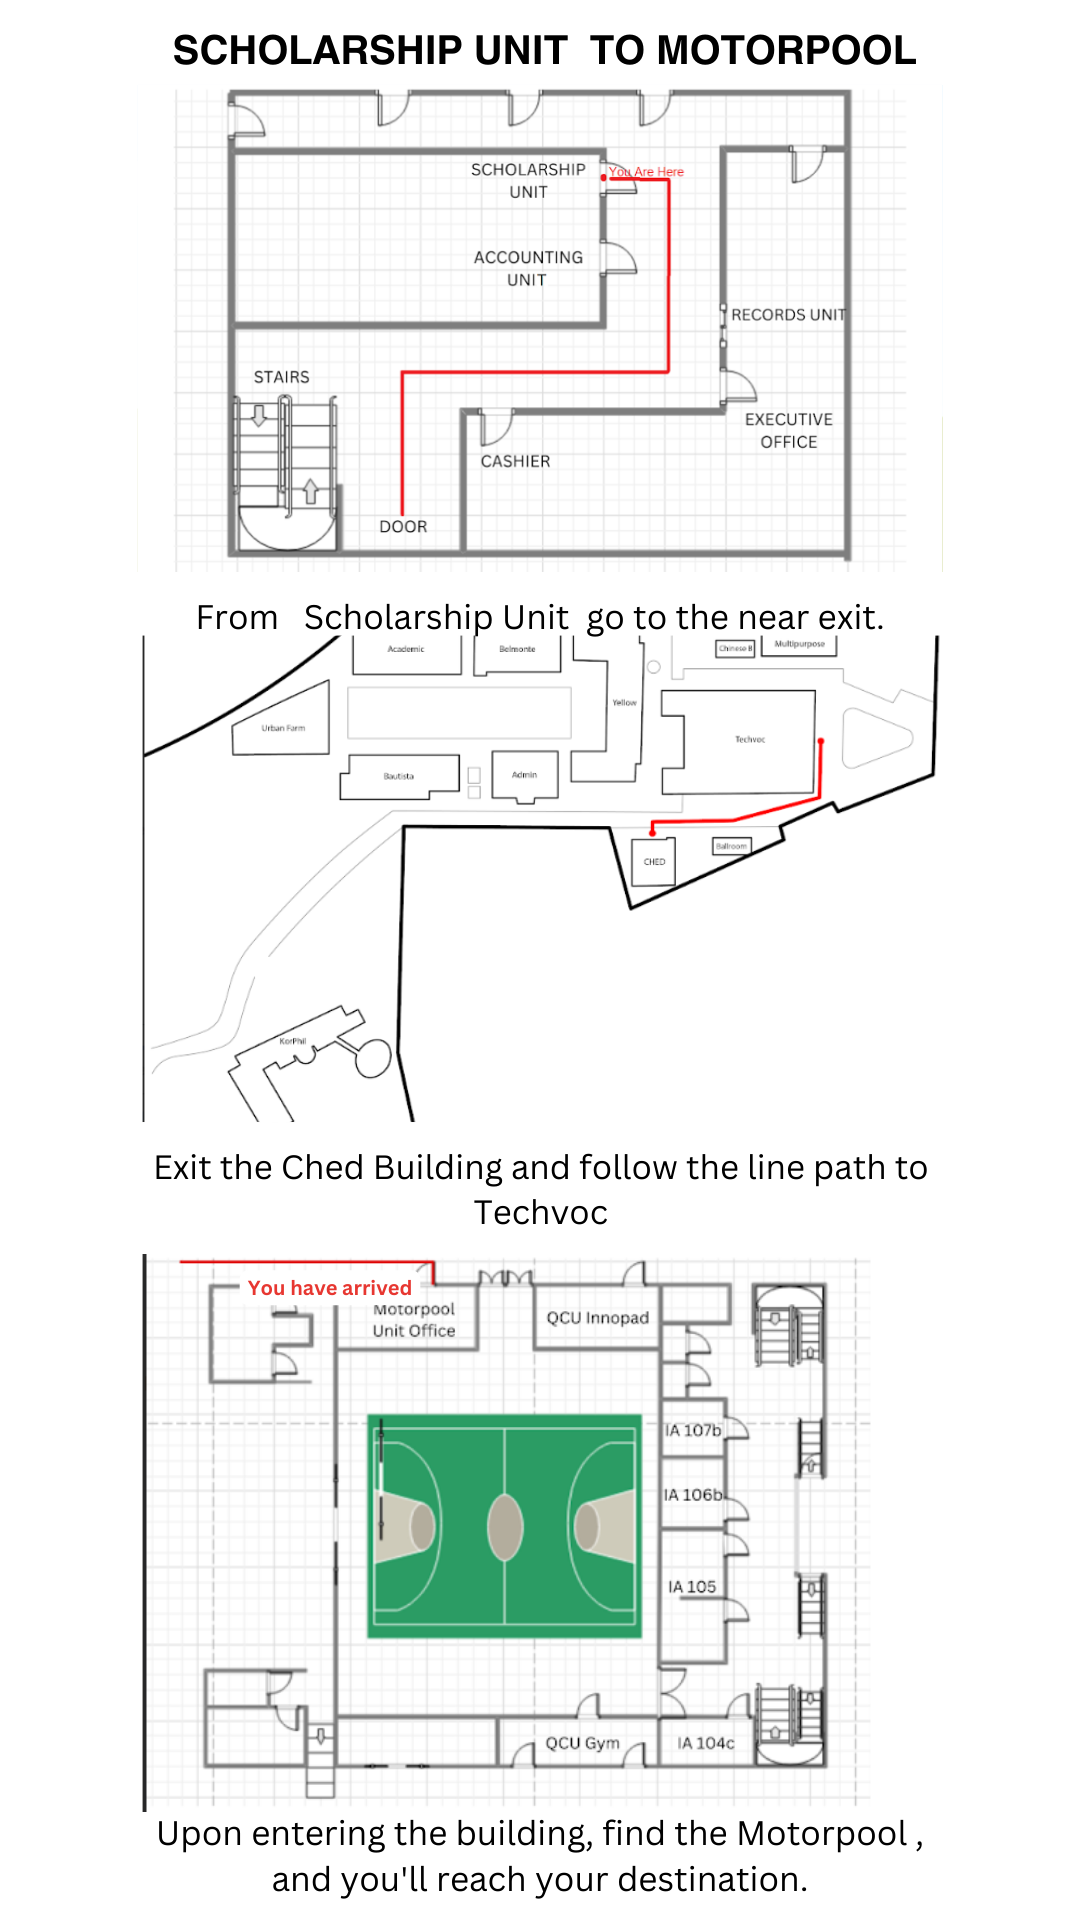 SCHOLARSHIP UNIT TO MOTORPOOL
SCHOLARSHIP
UNIT
You Are Here
ACCOUNTING
UNIT
RECORDS UNIT
STAIRS
EXECUTIVE
OFFICE
CASHIER
DOOR
From Scholarship Unit go to the near exit.
Academic
Belmonte
Chinese B
Multipurpose
Yellow
Urban Farm
Techvoc
Bautista
Admin
CHED
Ballroom
KorPhil
Exit the Ched Building and follow the line path to
Techvoc
You have arrived
Motorpool
Unit Office
QCU Innopad
IA 107b
IA 106b
IA 105
QCU Gym
IA 104c
Upon entering the building, find the Motorpool ,
and you'll reach your destination.